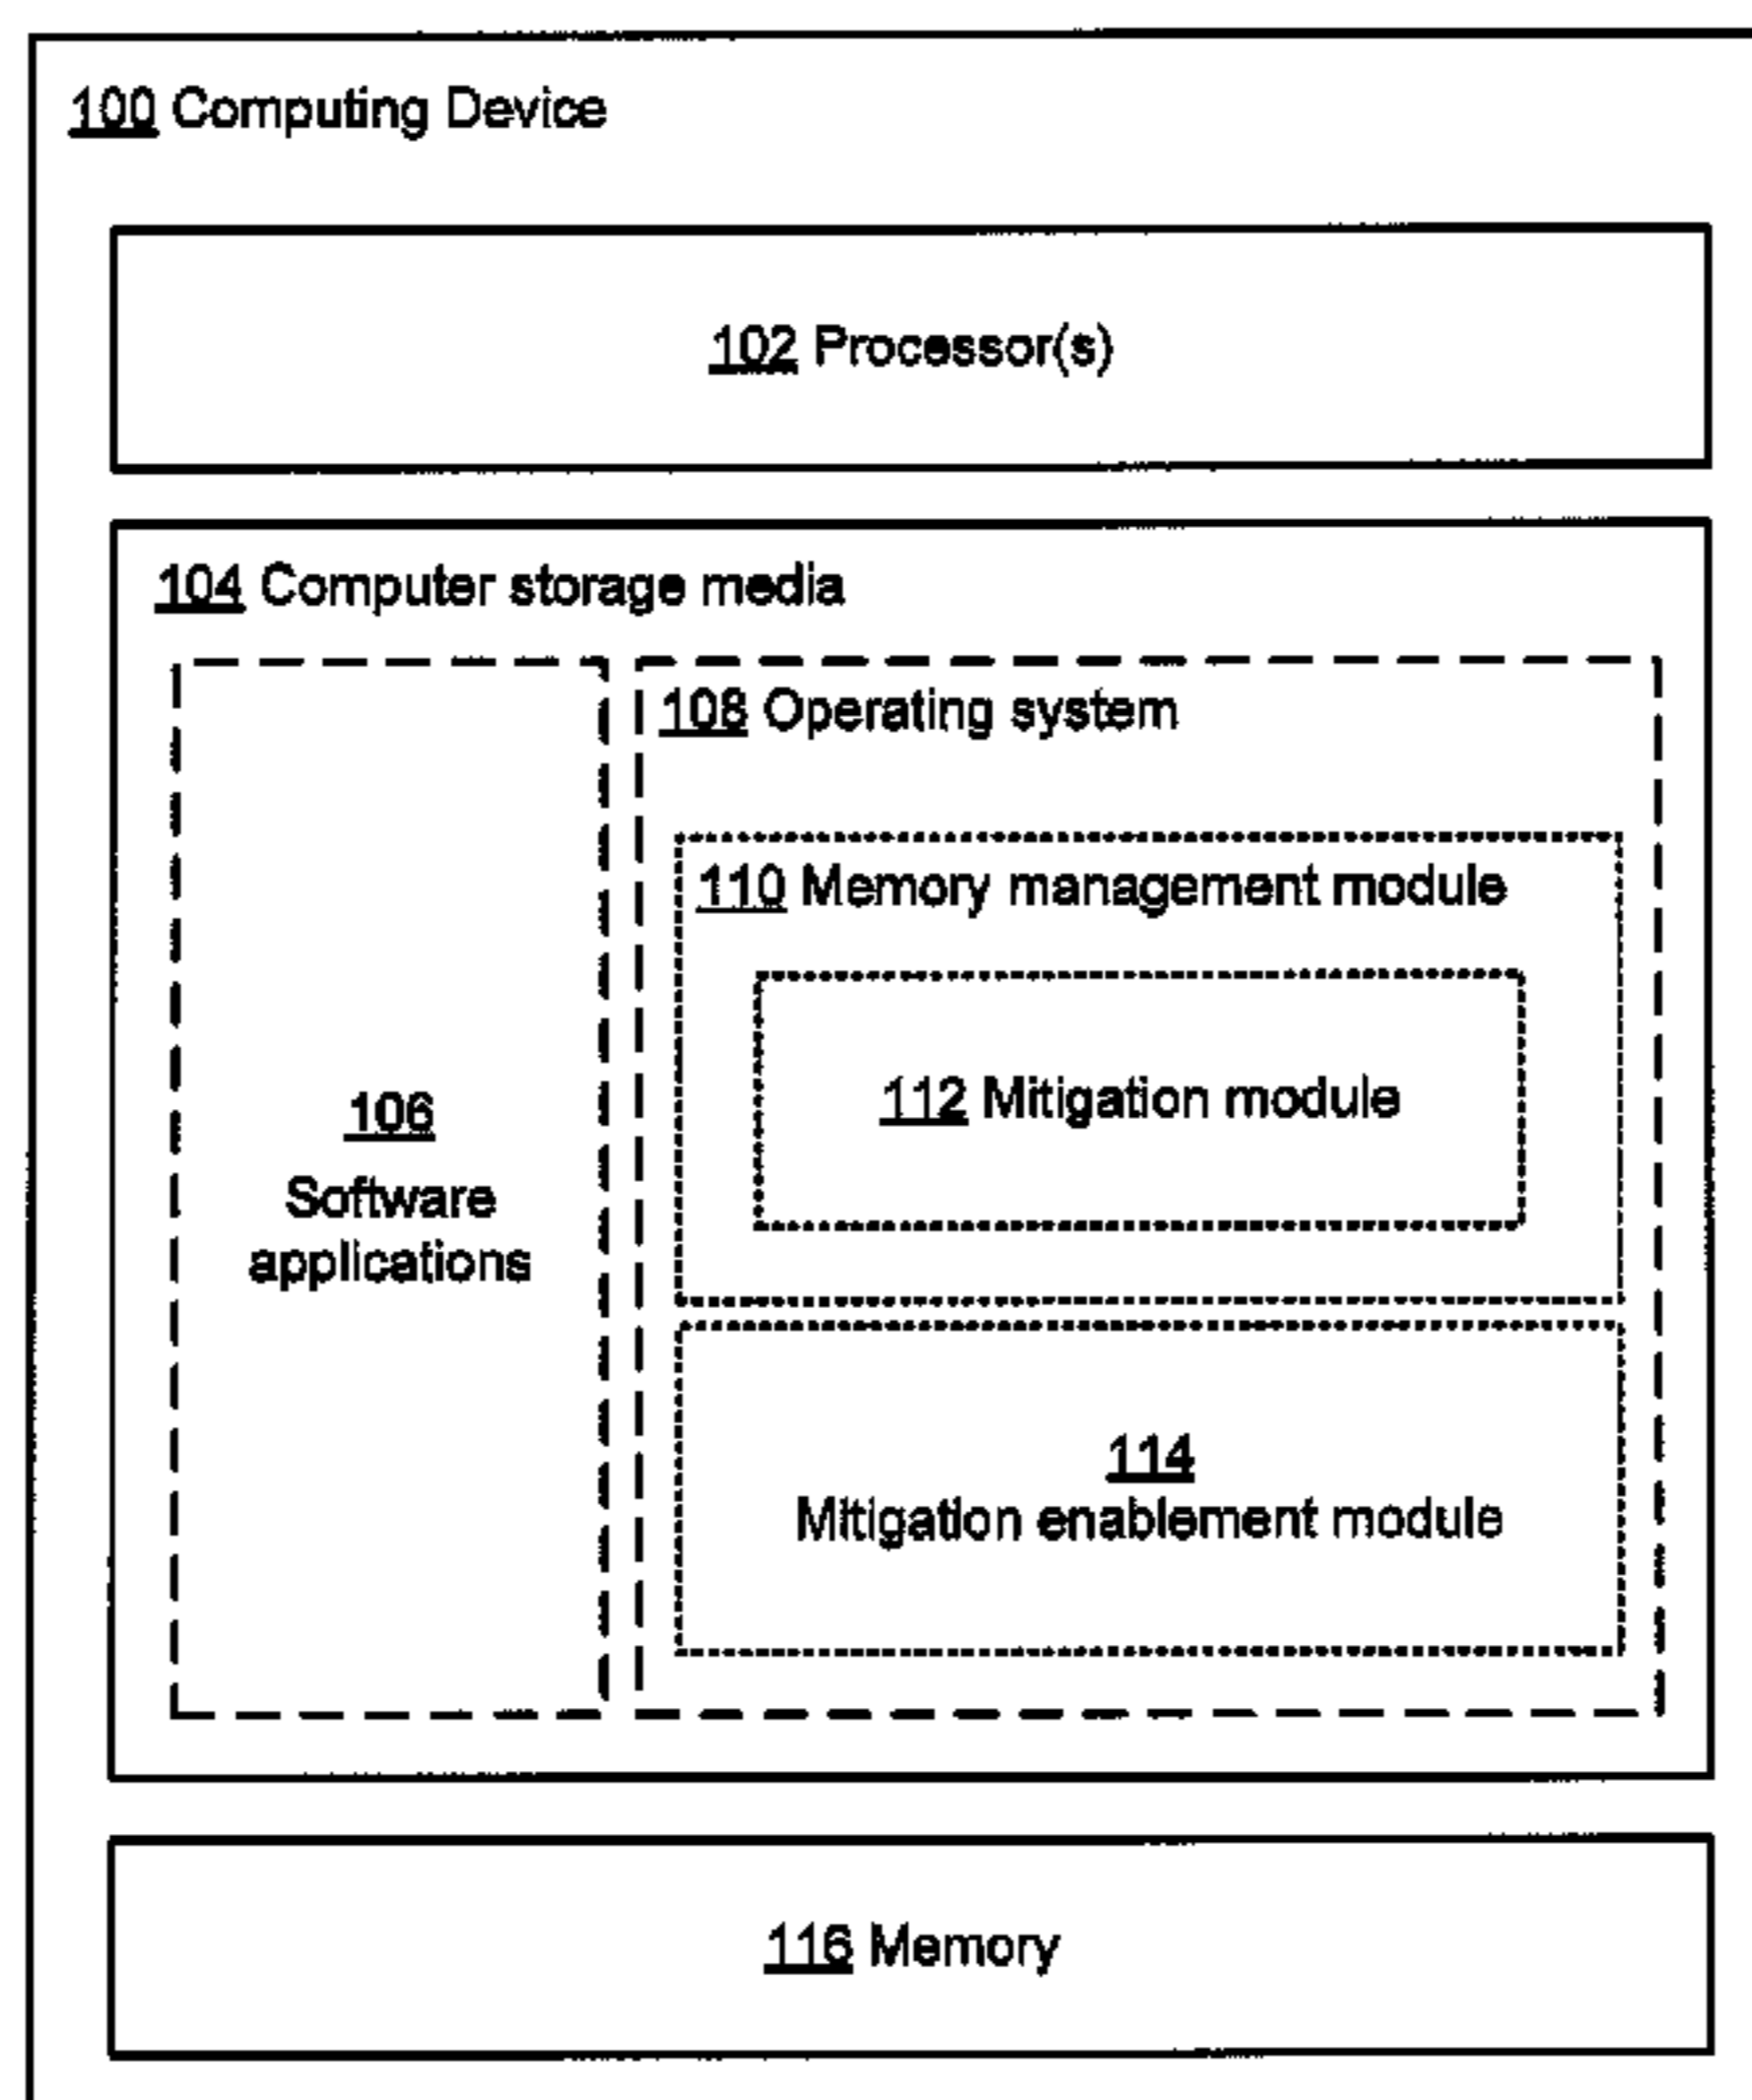 100 Computing Device
102 Processor(s)
104 Computer storage media
108 Operating system
110 Memory management module
112 Mitigation module
106
Software
applications
114
Mitigation enablement module
116 Memory